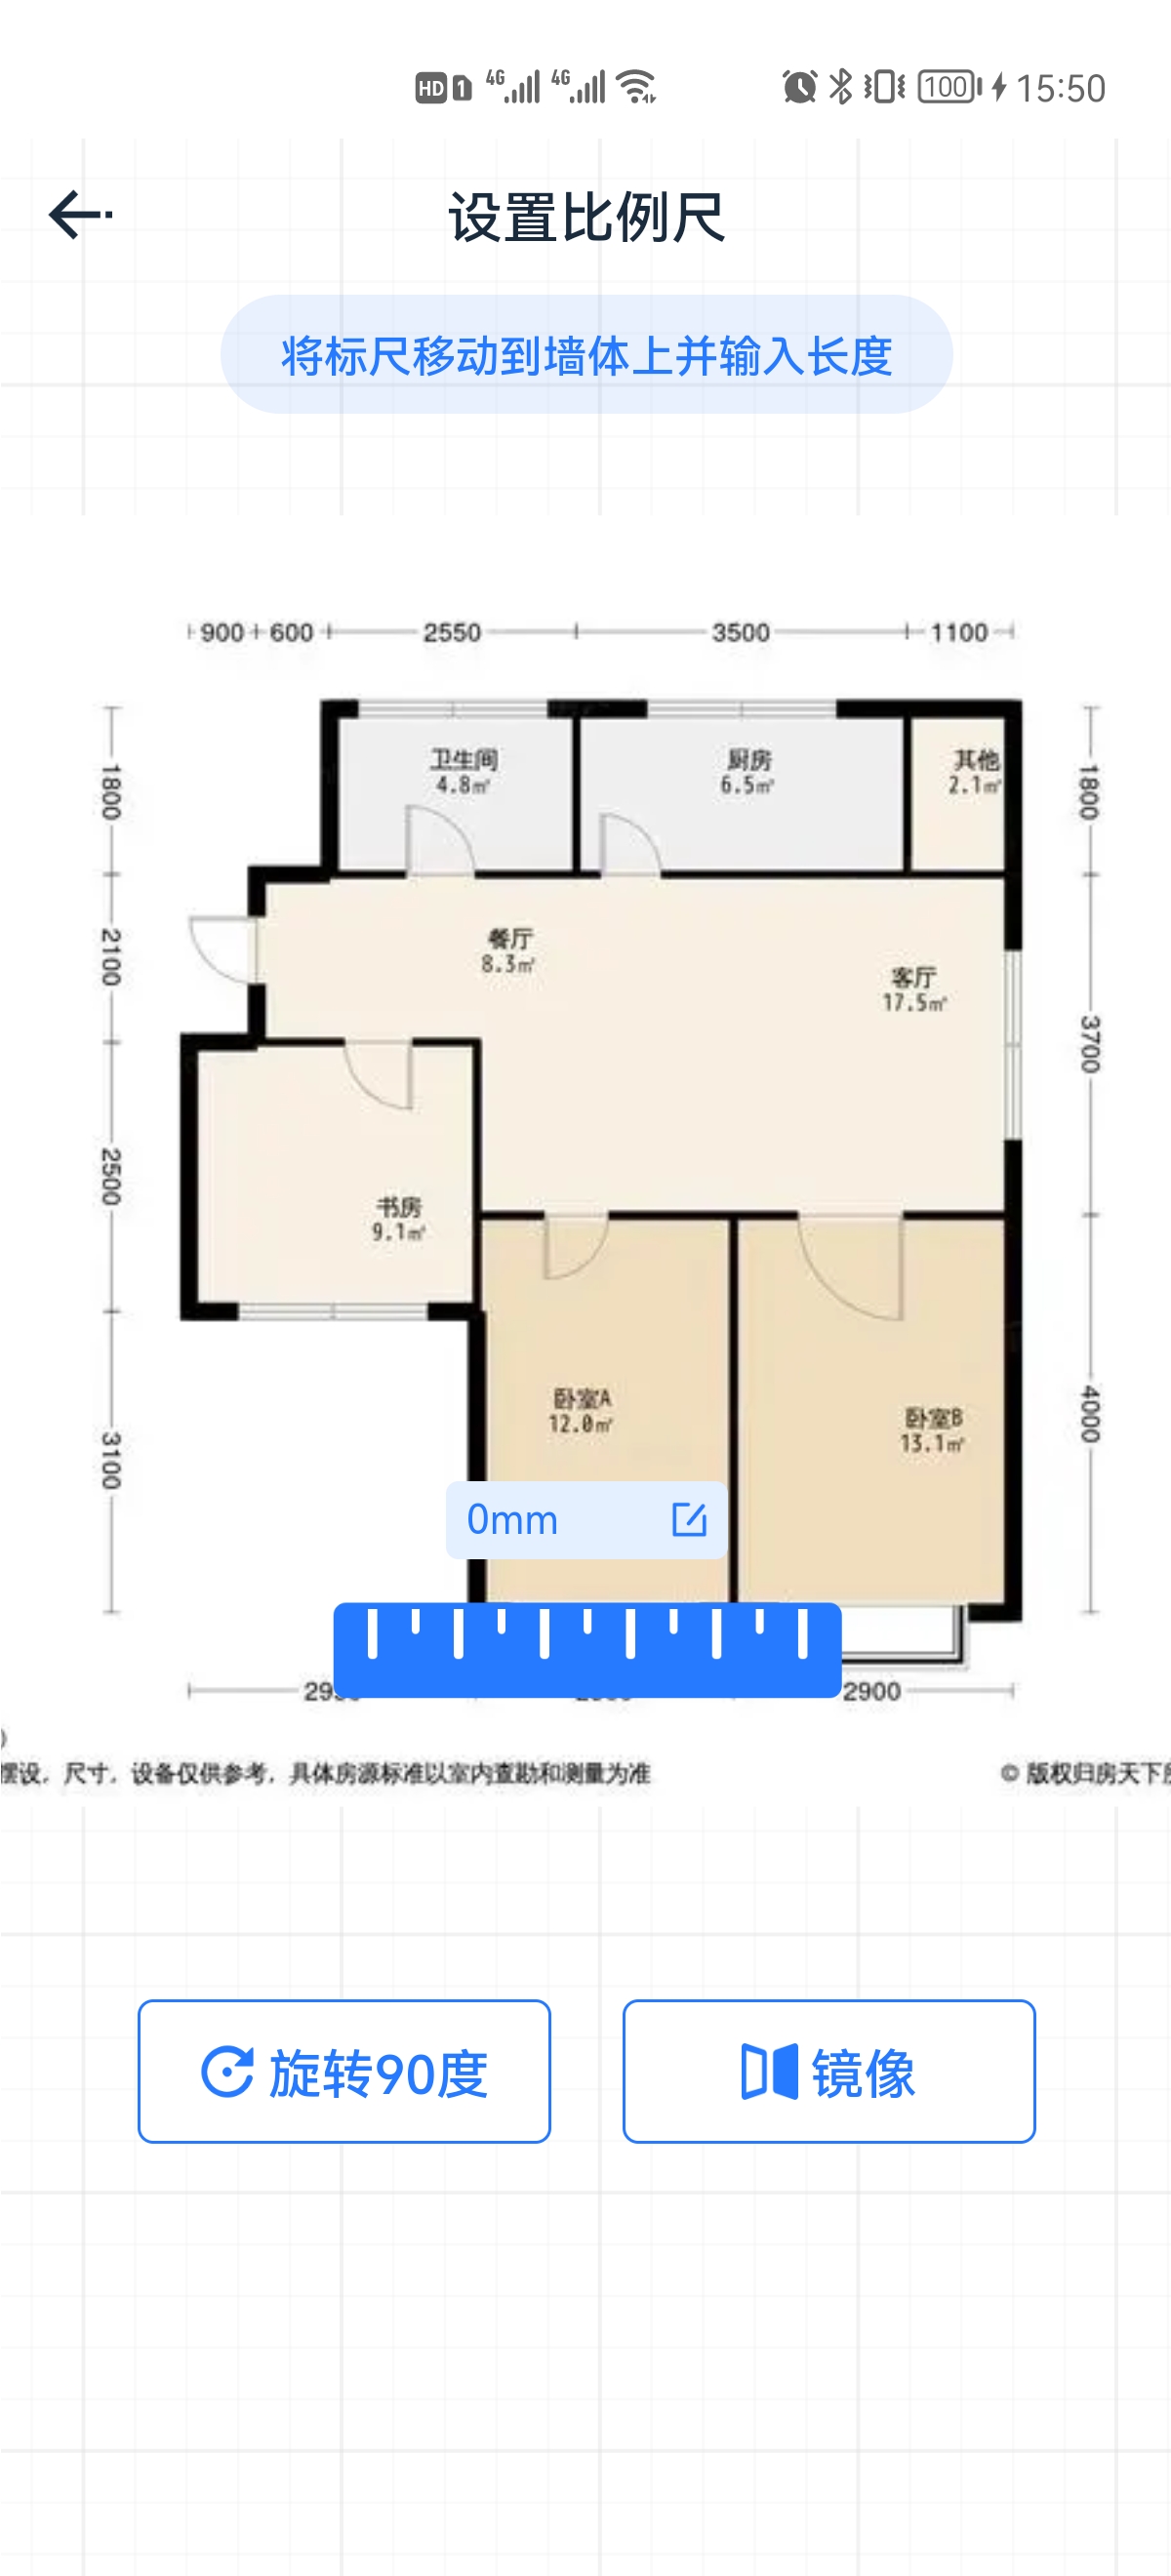 HD 1 4G 4G 100 15:50
设置比例尺
将标尺移动到墙体上并输入长度
900 600 2550 3500 1100
1800
2100
2500
3100
卫生间
4.8㎡
厨房
6.5㎡
其他
2.1㎡
餐厅
8.3㎡
客厅
17.5㎡
书房
9.1㎡
卧室A
12.0㎡
卧室B
13.1㎡
1800
3700
4000
0mm
2900
)
摆设，尺寸，设备仅供参考，具体房源标准以室内查勘和测量为准
© 版权归房天下所
旋转90度
镜像